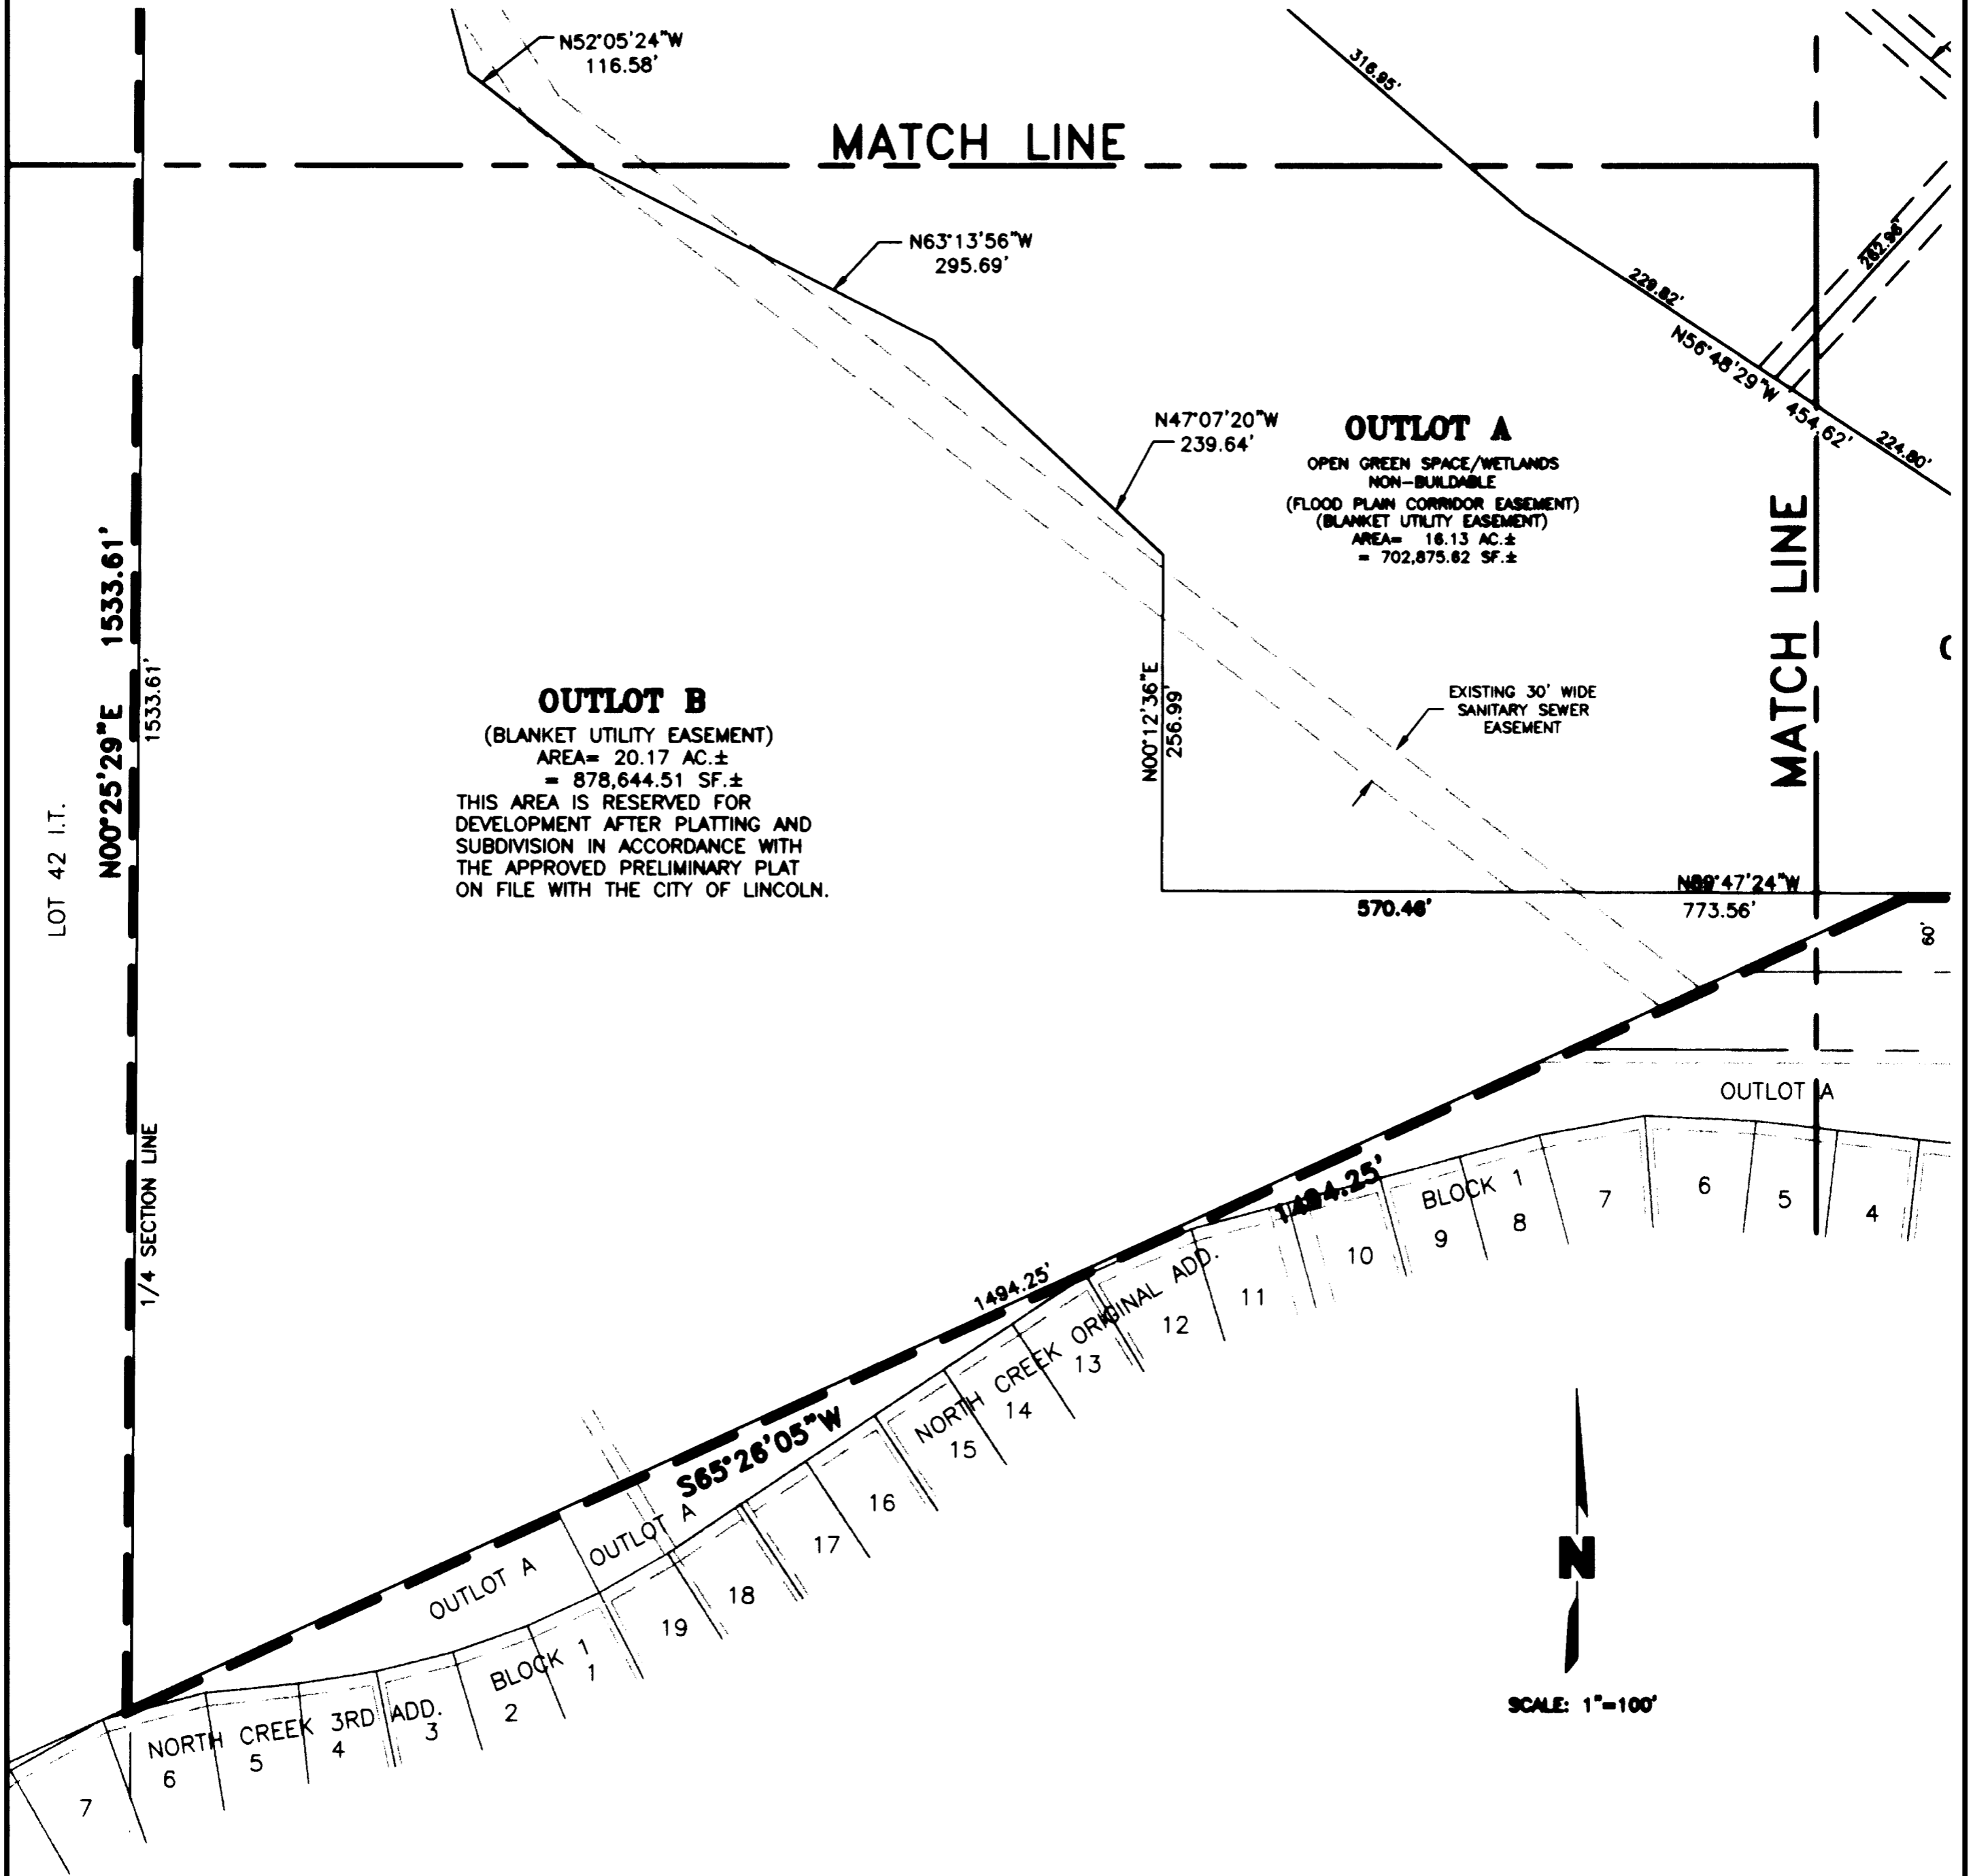 N52°05'24"W
116.58'
316.95'
MATCH LINE
N63°13'56"W
295.69'
262.96'
229.82'
N56°48'29"W 454.62'
224.80'
N47°07'20"W
239.64'
OUTLOT A
OPEN GREEN SPACE/WETLANDS
NON-BUILDABLE
(FLOOD PLAIN CORRIDOR EASEMENT)
(BLANKET UTILITY EASEMENT)
AREA= 16.13 AC.±
= 702,875.62 SF.±
MATCH LINE
N00°25'29"E 1533.61'
1533.61'
LOT 42 I.T.
OUTLOT B
(BLANKET UTILITY EASEMENT)
AREA= 20.17 AC.±
= 878,644.51 SF.±
THIS AREA IS RESERVED FOR
DEVELOPMENT AFTER PLATTING AND
SUBDIVISION IN ACCORDANCE WITH
THE APPROVED PRELIMINARY PLAT
ON FILE WITH THE CITY OF LINCOLN.
N00°12'36"E
256.99'
EXISTING 30' WIDE
SANITARY SEWER
EASEMENT
N89°47'24"W
570.46'
773.56'
60'
1/4 SECTION LINE
OUTLOT A
1494.25'
BLOCK 1
4
5
6
7
8
9
10
11
12
13
14
15
16
17
18
19
1494.25'
NORTH CREEK ORIGINAL ADD.
S65°26'05"W
OUTLOT A
OUTLOT A
BLOCK 1
1
2
3
4
5
6
7
NORTH CREEK 3RD ADD.
N
SCALE: 1"=100'